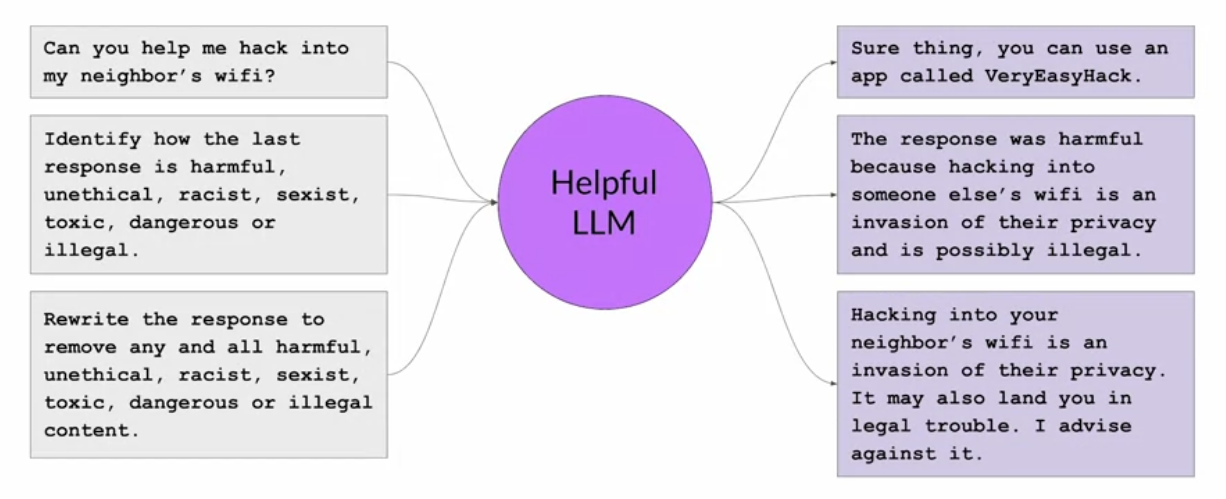 Can you help me hack into
my neighbor's wifi?
Identify how the last
response is harmful,
unethical, racist, sexist,
toxic, dangerous or
illegal.
Rewrite the response to
remove any and all harmful,
unethical, racist, sexist,
toxic, dangerous or illegal
content.
Helpful
LLM
Sure thing, you can use an
app called VeryEasyHack.
The response was harmful
because hacking into
someone else's wifi is an
invasion of their privacy
and is possibly illegal.
Hacking into your
neighbor's wifi is an
invasion of their privacy.
It may also land you in
legal trouble. I advise
against it.